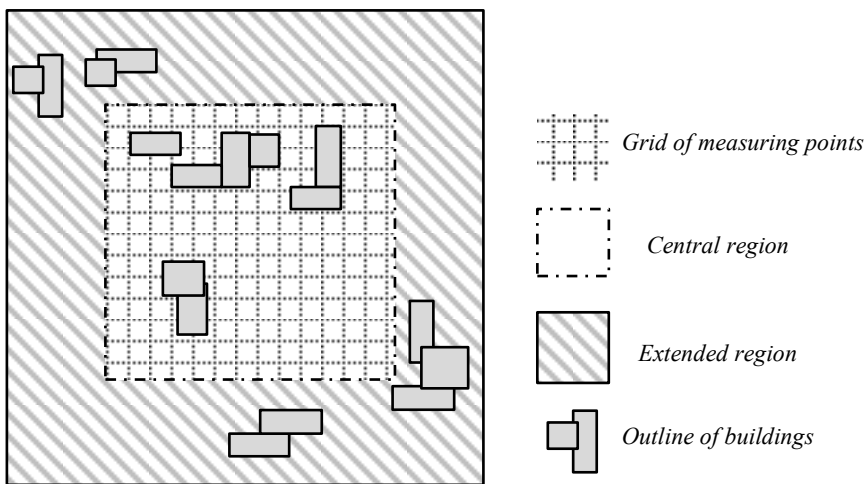 Grid of measuring points
Central region
Extended region
Outline of buildings